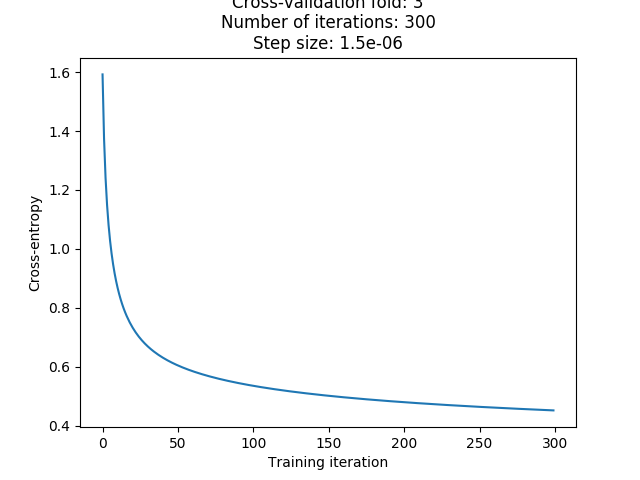 Cross-validation fold: 3
Number of iterations: 300
Step size: 1.5e-06
1.6
1.4
1.2
1.0
0.8
0.6
0.4
Cross-entropy
0 50 100 150 200 250 300
Training iteration